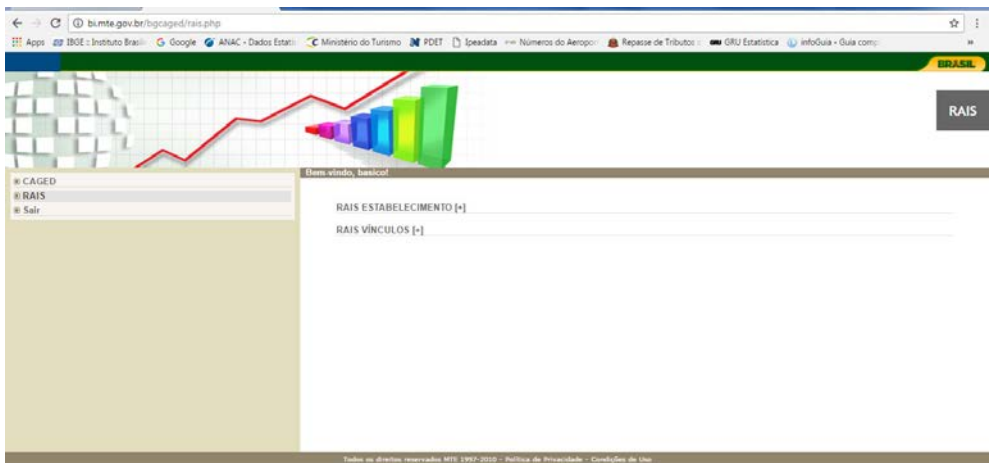 bi.mte.gov.br/bgcaged/rais.php
Apps IBGE :: Instituto Brasil Google ANAC - Dados Estatí Ministério do Turismo PDET Ipeadata Números do Aeropor Repasse de Tributos : GRU Estatística infoGuia - Guia comp
BRASIL
RAIS
CAGED
RAIS
Sair
Bem-vindo, basico!
RAIS ESTABELECIMENTO [+]
RAIS VÍNCULOS [+]
Todos os direitos reservados MTE 1997-2010 - Política de Privacidade - Condições de Uso